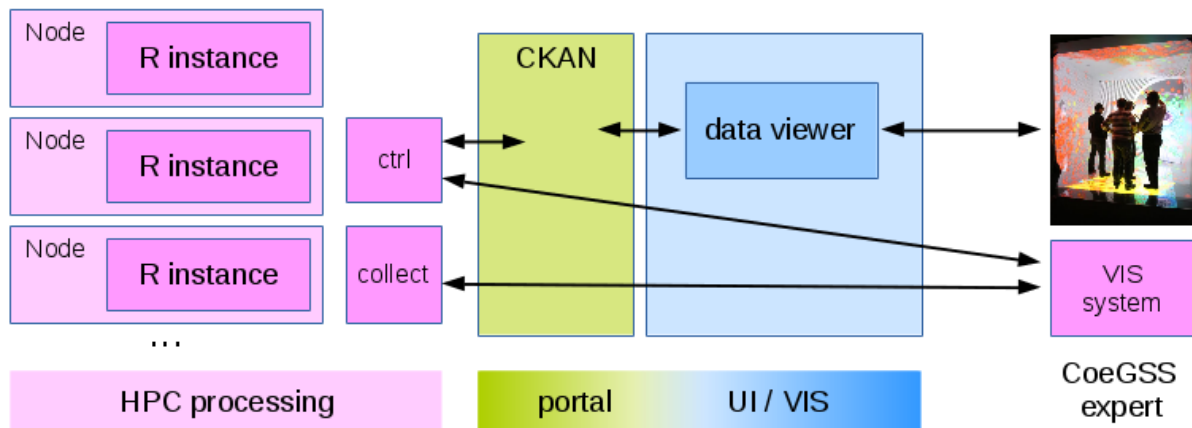 Node
R instance
Node
R instance
Node
R instance
...
ctrl
collect
CKAN
data viewer
VIS
system
HPC processing
portal
UI / VIS
CoeGSS
expert